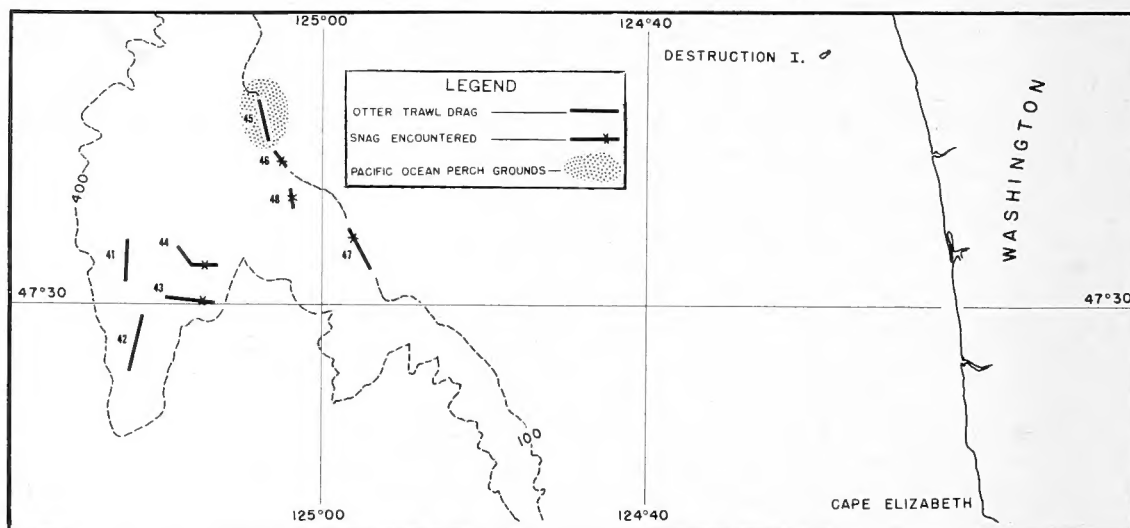 125°00
124°40
DESTRUCTION I.
WASHINGTON
LEGEND
OTTER TRAWL DRAG
SNAG ENCOUNTERED
PACIFIC OCEAN PERCH GROUNDS
45
46
48
400
41
44
47
43
47°30
47°30
42
100
CAPE ELIZABETH
125°00
124°40